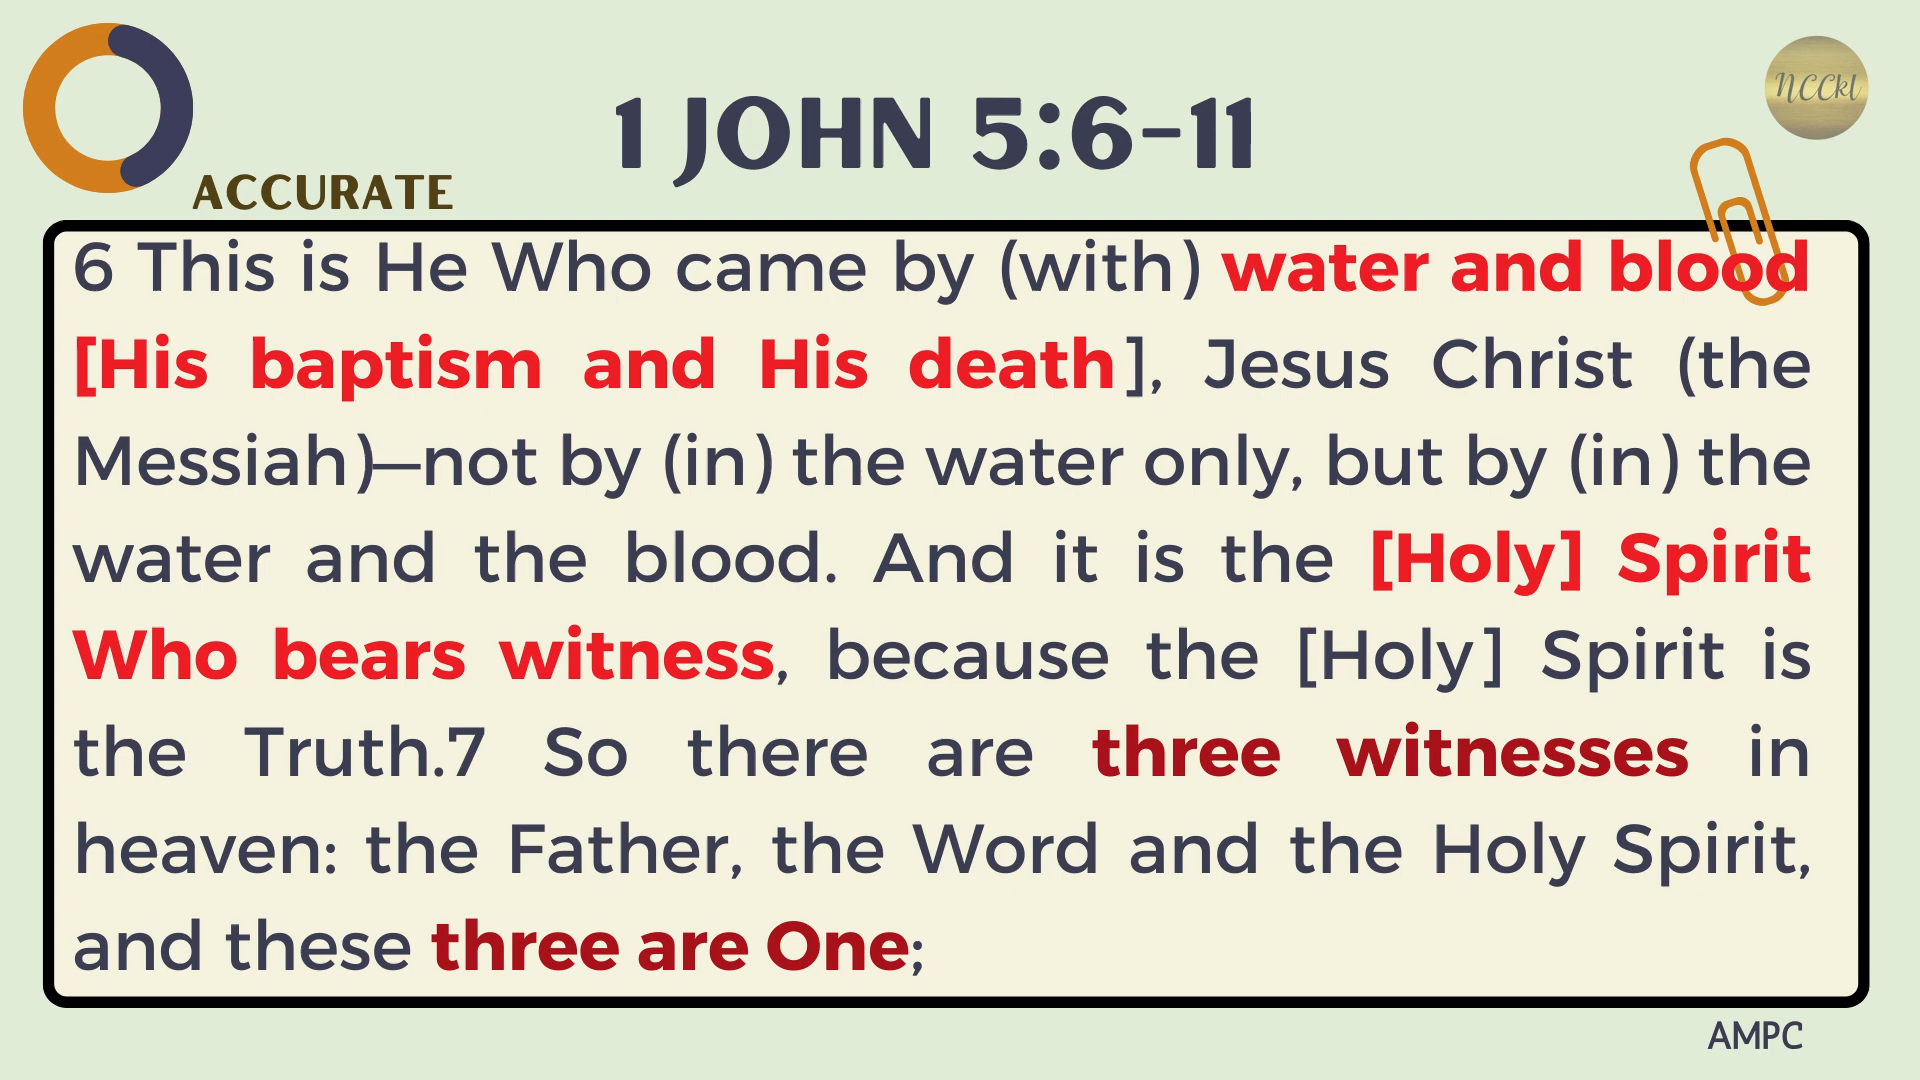 NCCkl
1 JOHN 5:6-11
ACCURATE
6 This is He Who came by (with) water and blood
[His baptism and His death], Jesus Christ (the
Messiah)—not by (in) the water only, but by (in) the
water and the blood. And it is the [Holy] Spirit
Who bears witness, because the [Holy] Spirit is
the Truth.7 So there are three witnesses in
heaven: the Father, the Word and the Holy Spirit,
and these three are One;
AMPC